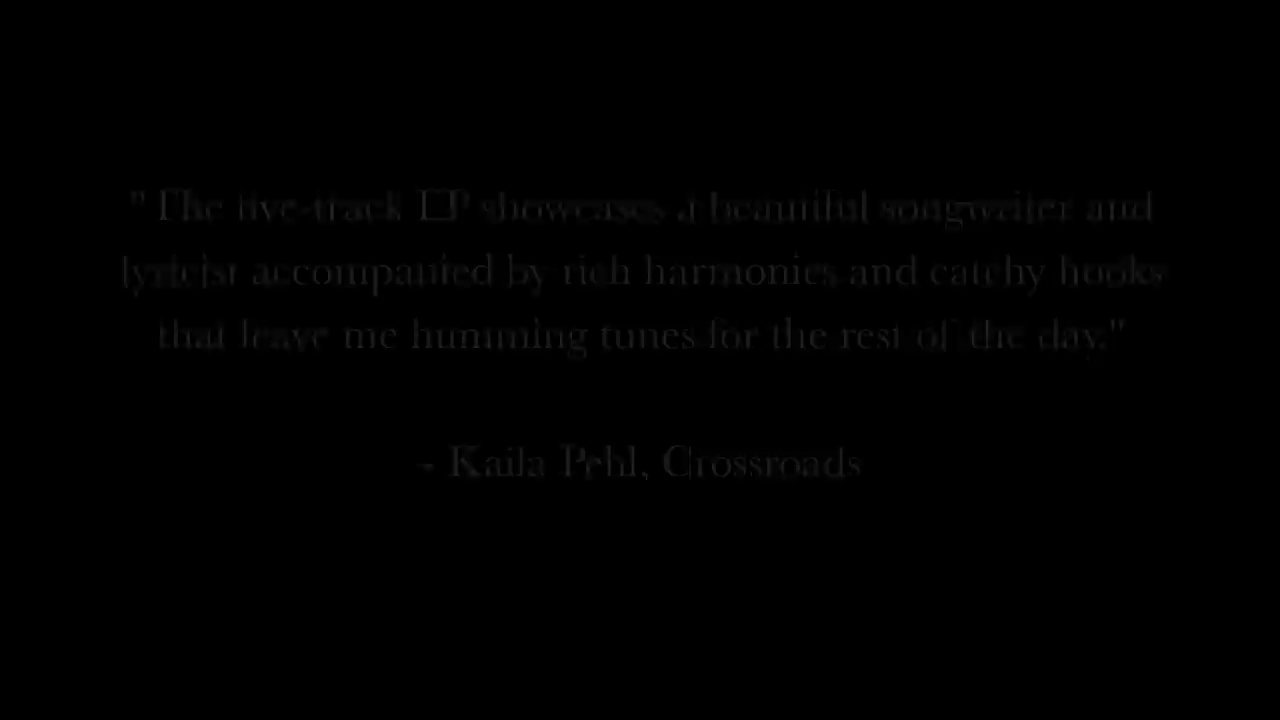 "The five-track EP showcases a beautiful songwriter and
lyricist accompanied by rich harmonies and catchy hooks
that leave me humming tunes for the rest of the day."
- Kaila Pehl, Crossroads